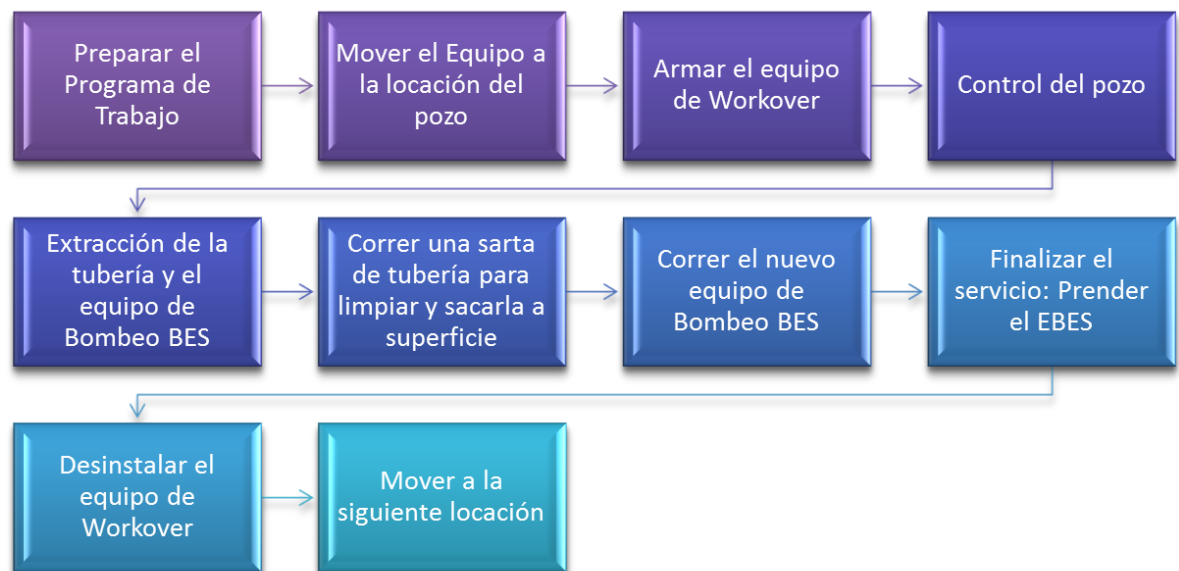 Preparar el
Programa de
Trabajo
Mover el Equipo a
la locación del
pozo
Armar el equipo
de Workover
Control del pozo
Extracción de la
tubería y el
equipo de
Bombeo BES
Correr una sarta
de tubería para
limpiar y sacarla a
superficie
Correr el nuevo
equipo de
Bombeo BES
Finalizar el
servicio: Prender
el EBES
Desinstalar el
equipo de
Workover
Mover a la
siguiente locación